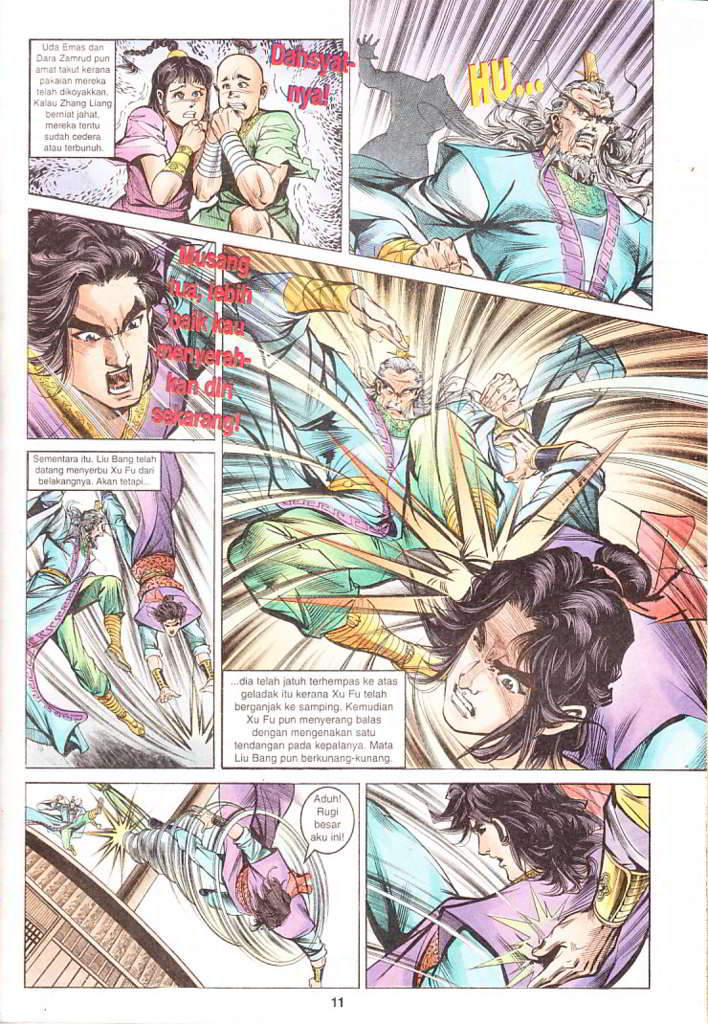 Uda Emas dan
Dara Zamrud pun
amat takut kerana
pakaian mereka
telah dikoyakkan.
Kalau Zhang Liang
berniat jahat,
mereka tentu
sudah cedera
atau terbunuh.
Dahsyat-
nya!
HU...
Musang
tua, lebih
baik kau
menyerah-
kan diri
sekarang!
Sementara itu. Liu Bang telah
datang menyerbu Xu Fu dari
belakangnya. Akan tetapi...
...dia telah jatuh terhempas ke atas
geladak itu kerana Xu Fu telah
berganjak ke samping. Kemudian
Xu Fu pun menyerang balas
dengan mengenakan satu
tendangan pada kepalanya. Mata
Liu Bang pun berkunang-kunang.
Aduh!
Rugi
besar
aku ini!
11